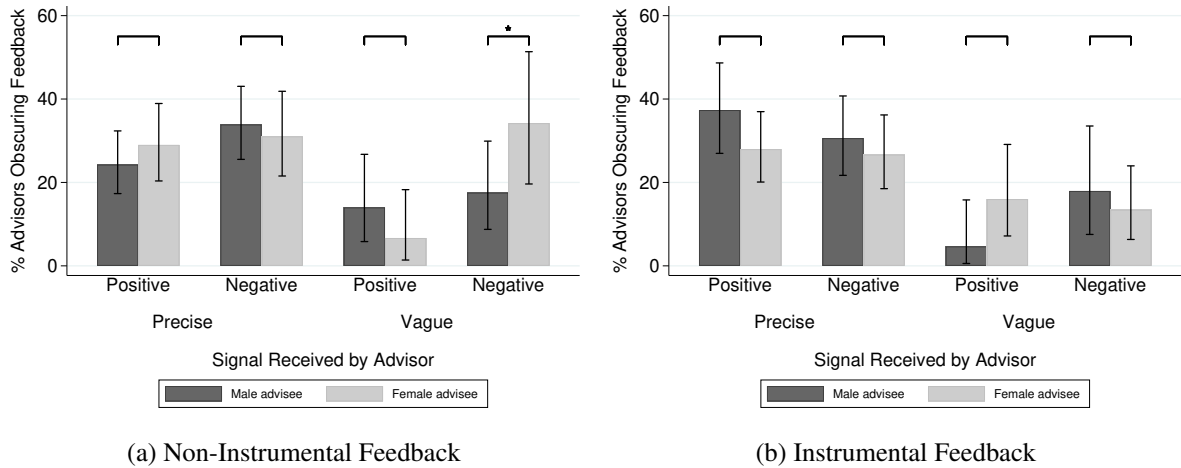 % Advisors Obscuring Feedback
60
40
20
0
*
Positive Negative Positive Negative
Precise Vague
Signal Received by Advisor
Male advisee Female advisee
(a) Non-Instrumental Feedback
% Advisors Obscuring Feedback
60
40
20
0
Positive Negative Positive Negative
Precise Vague
Signal Received by Advisor
Male advisee Female advisee
(b) Instrumental Feedback